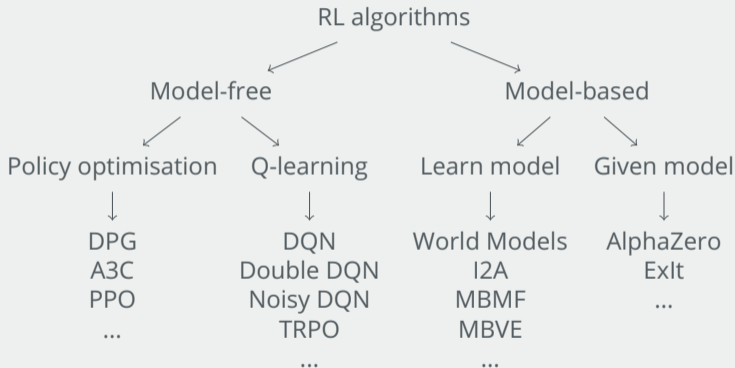 RL algorithms
Model-free
Model-based
Policy optimisation
Q-learning
Learn model
Given model
DPG
A3C
PPO
...
DQN
Double DQN
Noisy DQN
TRPO
...
World Models
I2A
MBMF
MBVE
...
AlphaZero
ExIt
...